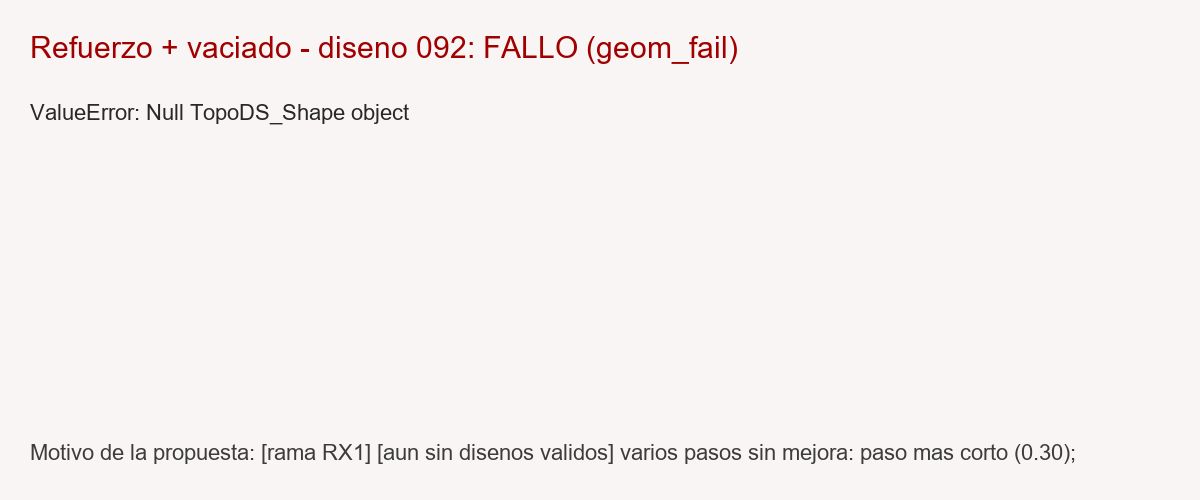 Refuerzo + vaciado - diseno 092: FALLO (geom_fail)
ValueError: Null TopoDS_Shape object
Motivo de la propuesta: [rama RX1] [aun sin disenos validos] varios pasos sin mejora: paso mas corto (0.30);